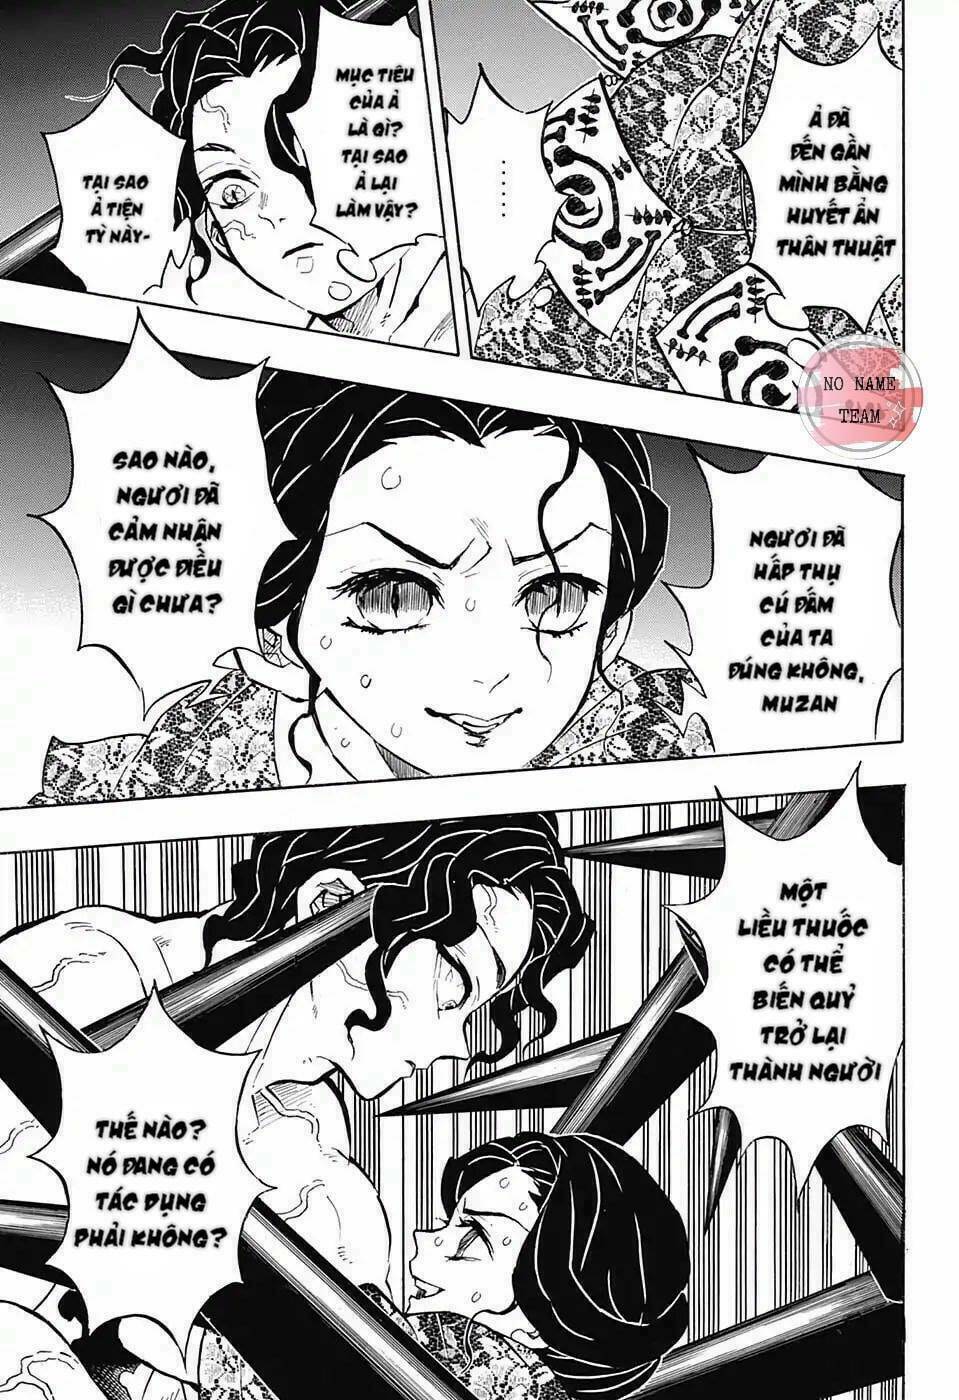 Ả ĐÃ
ĐẾN GẦN
MÌNH BẰNG
HUYẾT ẨN
THÂN THUẬT
......
MỤC TIÊU
CỦA Ả
LÀ GÌ?
TẠI SAO
Ả LẠI
LÀM VẬY?
TẠI SAO
Ả TIỆN
TỲ NÀY-
NO NAME
TEAM
NGƯƠI ĐÃ
HẤP THỤ
CÚ ĐẤM
CỦA TA
ĐÚNG KHÔNG,
MUZAN
SAO NÀO,
NGƯƠI ĐÃ
CẢM NHẬN
ĐƯỢC ĐIỀU
GÌ CHƯA?
MỘT
LIỀU THUỐC
CÓ THỂ
BIẾN QUỶ
TRỞ LẠI
THÀNH NGƯỜI
THẾ NÀO?
NÓ ĐANG CÓ
TÁC DỤNG
PHẢI KHÔNG?